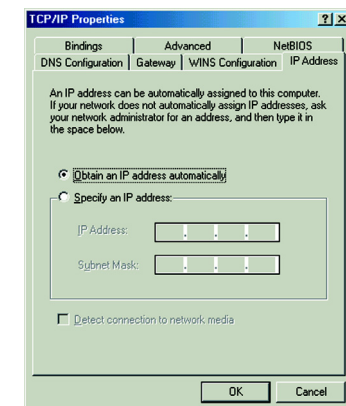 TCP/IP Properties
Bindings Advanced NetBIOS
DNS Configuration Gateway WINS Configuration IP Address
An IP address can be automatically assigned to this computer.
If your network does not automatically assign IP addresses, ask
your network administrator for an address, and then type it in
the space below.
Obtain an IP address automatically
Specify an IP address:
IP Address:
Subnet Mask:
Detect connection to network media
OK Cancel